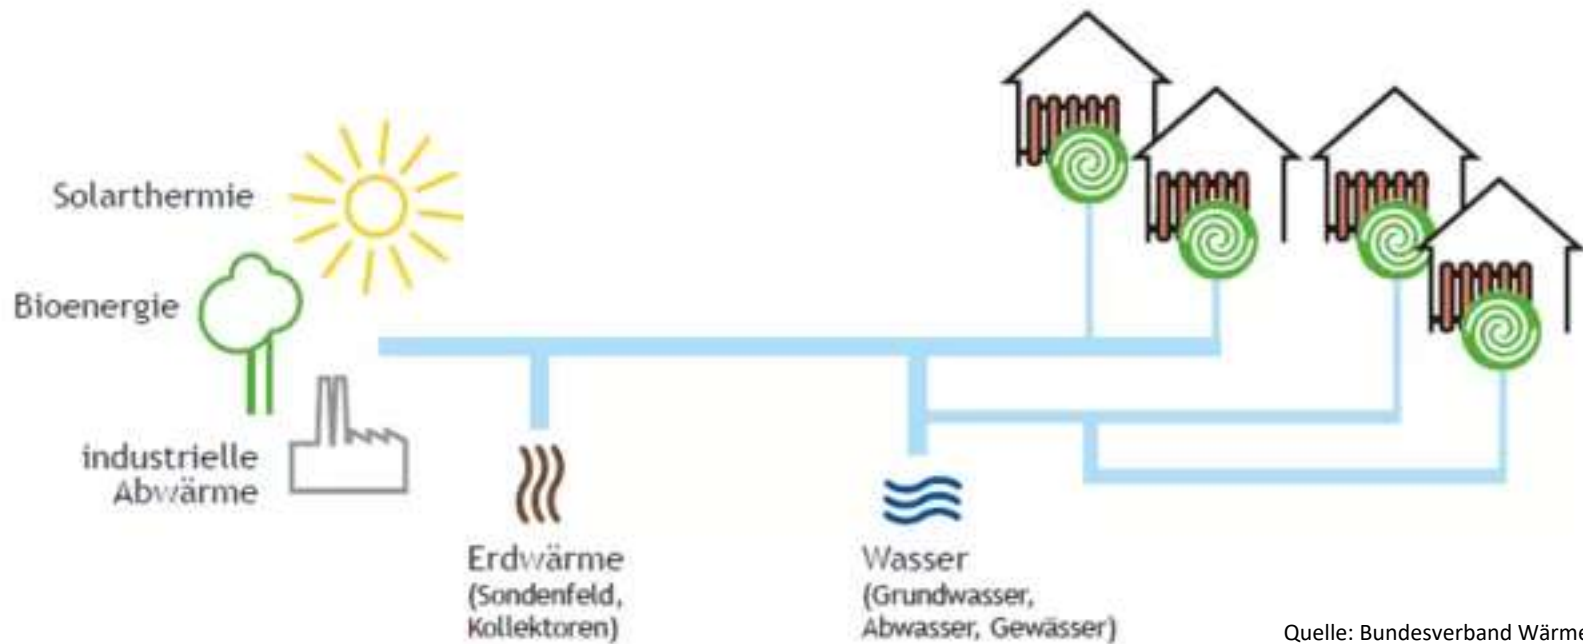 Solarthermie
Bioenergie
industrielle
Abwärme
Erdwärme
(Sondenfeld,
Kollektoren)
Wasser
(Grundwasser,
Abwasser, Gewässer)
Quelle: Bundesverband Wärme